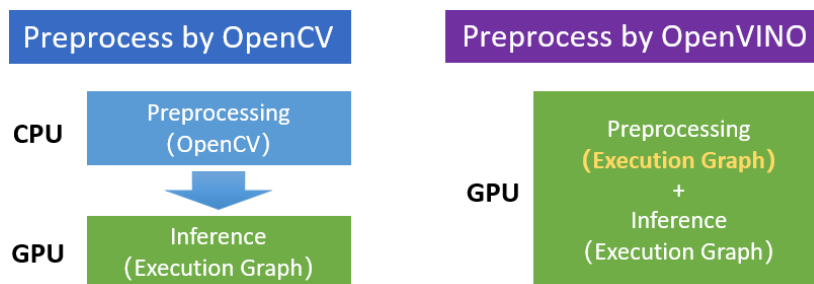 Preprocess by OpenCV
CPU
Preprocessing
(OpenCV)
GPU
Inference
(Execution Graph)
Preprocess by OpenVINO
GPU
Preprocessing
(Execution Graph)
+
Inference
(Execution Graph)